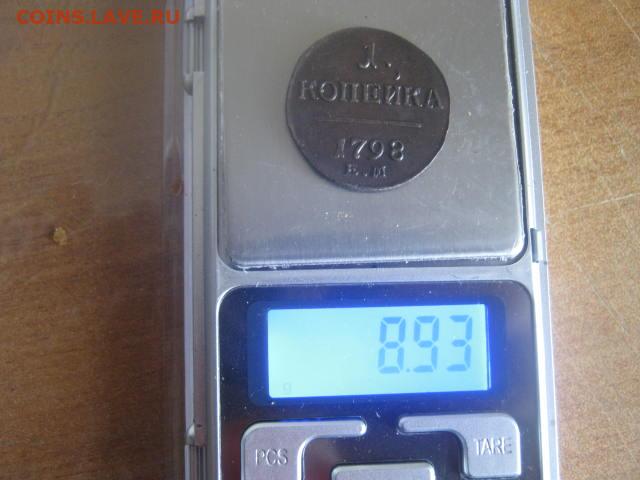 COINS.LAVE.RU
1
КОПЕЙКА
1798
Е.М
8.93
g
PCS
TARE